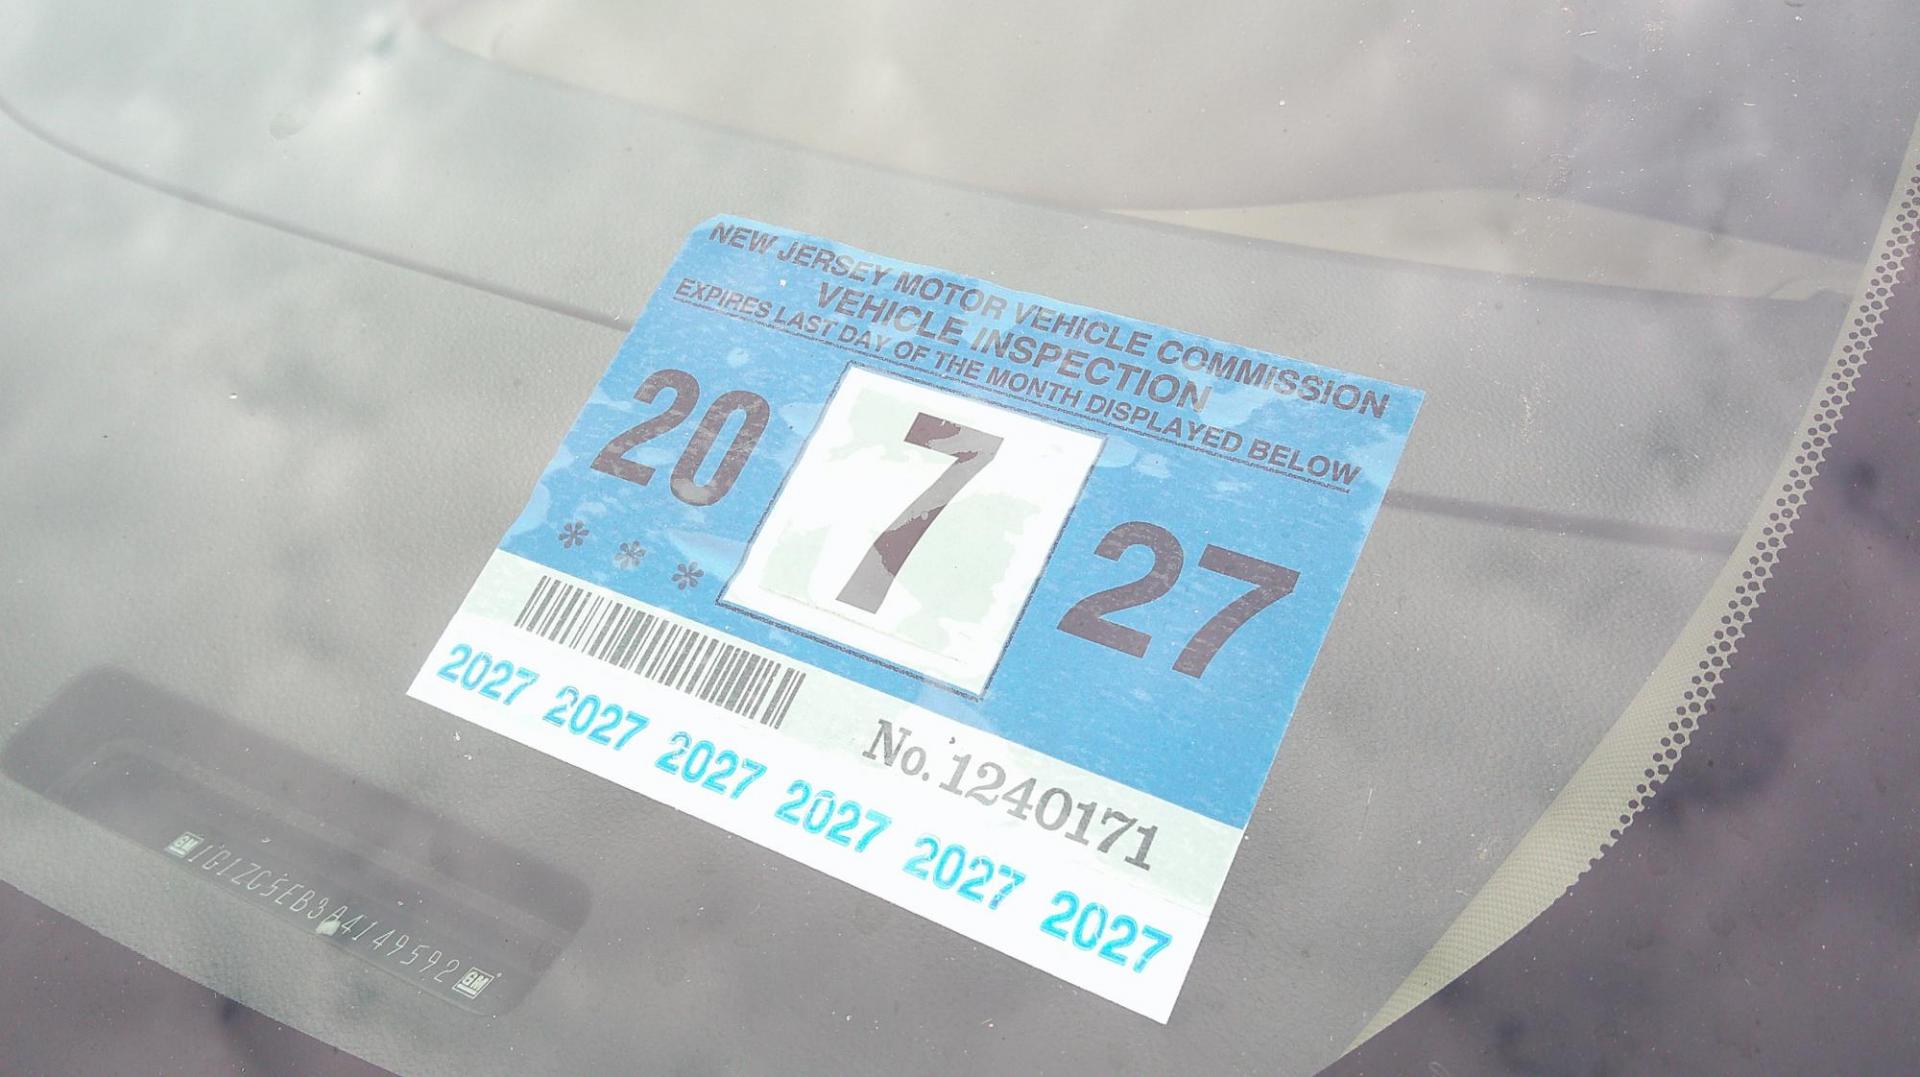 NEW JERSEY MOTOR VEHICLE COMMISSION
VEHICLE INSPECTION
EXPIRES LAST DAY OF THE MONTH DISPLAYED BELOW
20 7 27
***
No. 1240171
2027 2027 2027 2027 2027 2027
GM 1G1ZC5EB3A4149592 GM